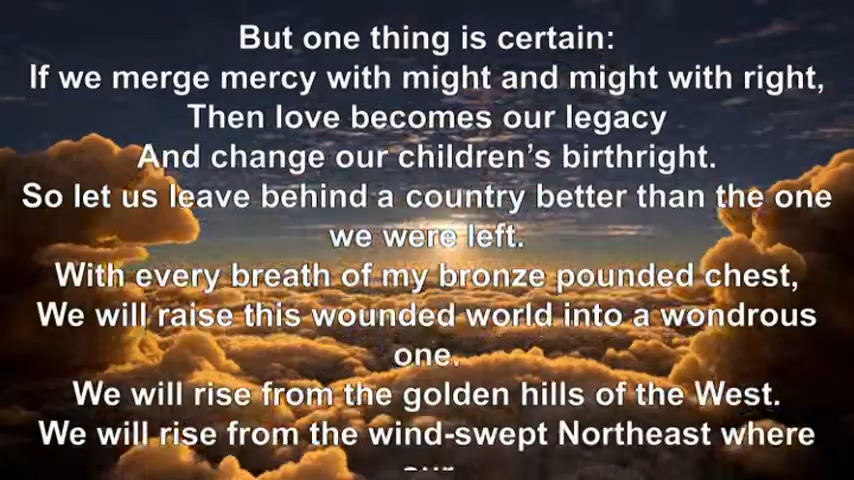 But one thing is certain:
If we merge mercy with might and might with right,
Then love becomes our legacy
And change our children’s birthright.
So let us leave behind a country better than the one
we were left.
With every breath of my bronze pounded chest,
We will raise this wounded world into a wondrous
one.
We will rise from the golden hills of the West.
We will rise from the wind-swept Northeast where